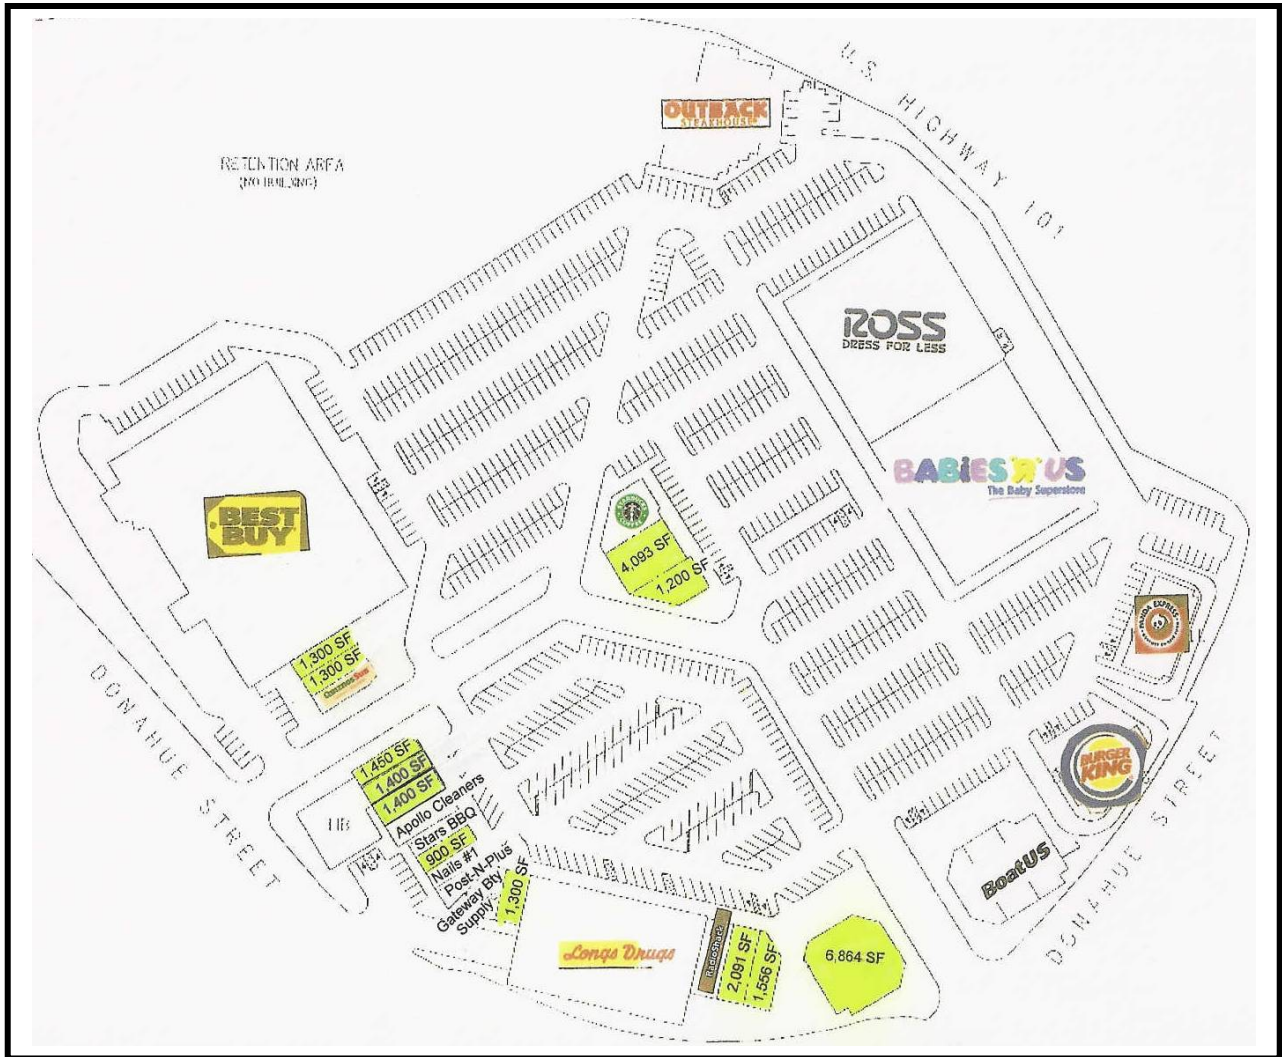 U.S. HIGHWAY 101
OUTBACK
STEAKHOUSE
RETENTION AREA
(NO BUILDING)
ROSS
DRESS FOR LESS
BABIES "R" US
The Baby Superstore
BEST
BUY
4,093 SF
1,200 SF
PANDA EXPRESS
1,300 SF
1,300 SF
DONAHUE STREET
BURGER
KING
1,450 SF
1,400 SF
1,400 SF
Apollo Cleaners
Stars BBQ
900 SF
Nails #1
Post-N-Plus
Gateway Bty
Supply
1,300 SF
BoatUS
DONAHUE STREET
Longs Drugs
RadioShack
2,091 SF
1,556 SF
6,864 SF